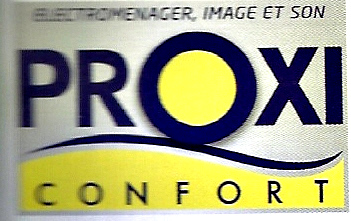 ELECTROMENAGER, IMAGE ET SON
PROXI
CONFORT